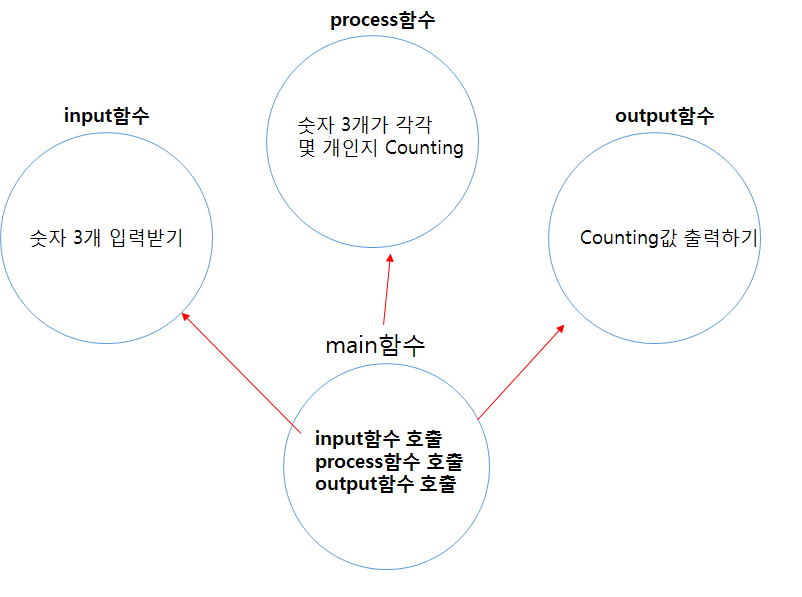 process함수
input함수
output함수
숫자 3개가 각각
몇 개인지 Counting
숫자 3개 입력받기
Counting값 출력하기
main함수
input함수 호출
process함수 호출
output함수 호출